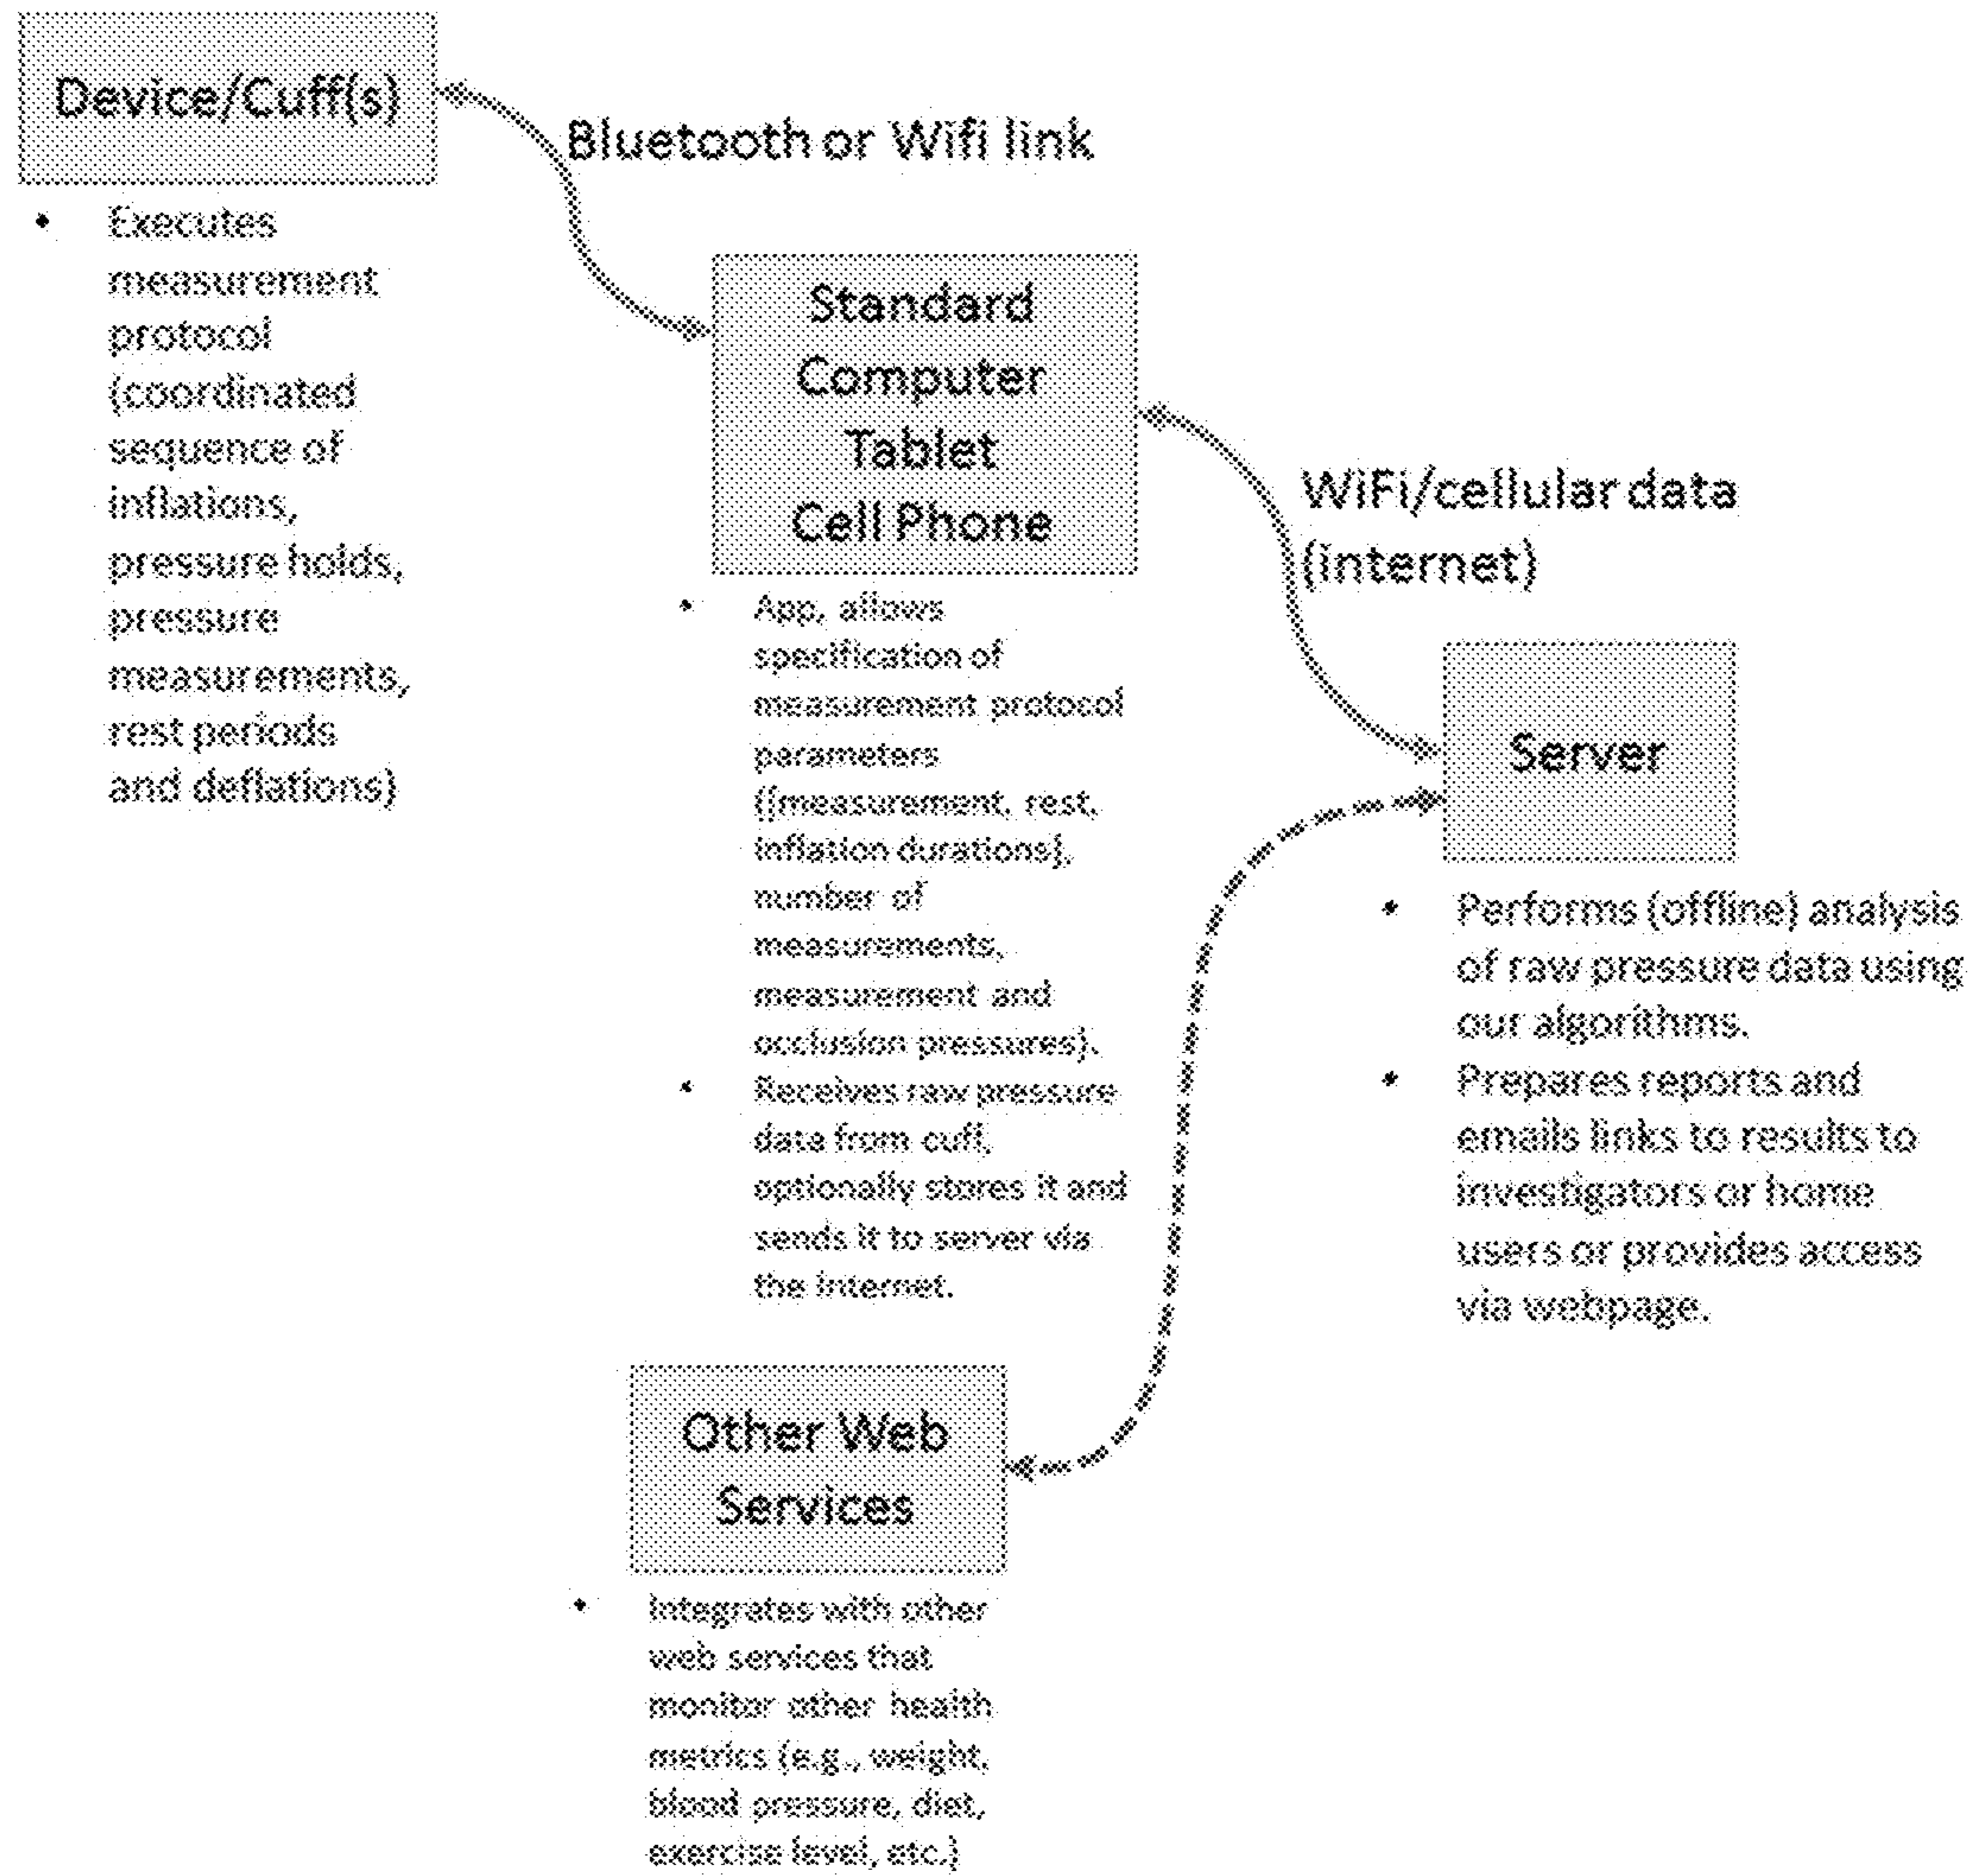 Device/Cuff(s)
Bluetooth or Wifi link
• Executes
measurement
protocol
(coordinated
sequence of
inflations,
pressure holds,
pressure
measurements,
rest periods
and deflations)
Standard
Computer
Tablet
Cell Phone
WiFi/cellular data
(internet)
• App, allows
specification of
measurement protocol
parameters
([measurement, rest,
inflation durations],
number of
measurements,
measurement and
occlusion pressures).
• Receives raw pressure
data from cuff,
optionally stores it and
sends it to server via
the internet.
Server
• Performs (offline) analysis
of raw pressure data using
our algorithms.
• Prepares reports and
emails links to results to
investigators or home
users or provides access
via webpage.
Other Web
Services
• Integrates with other
web services that
monitor other health
metrics (e.g., weight,
blood pressure, diet,
exercise level, etc.)